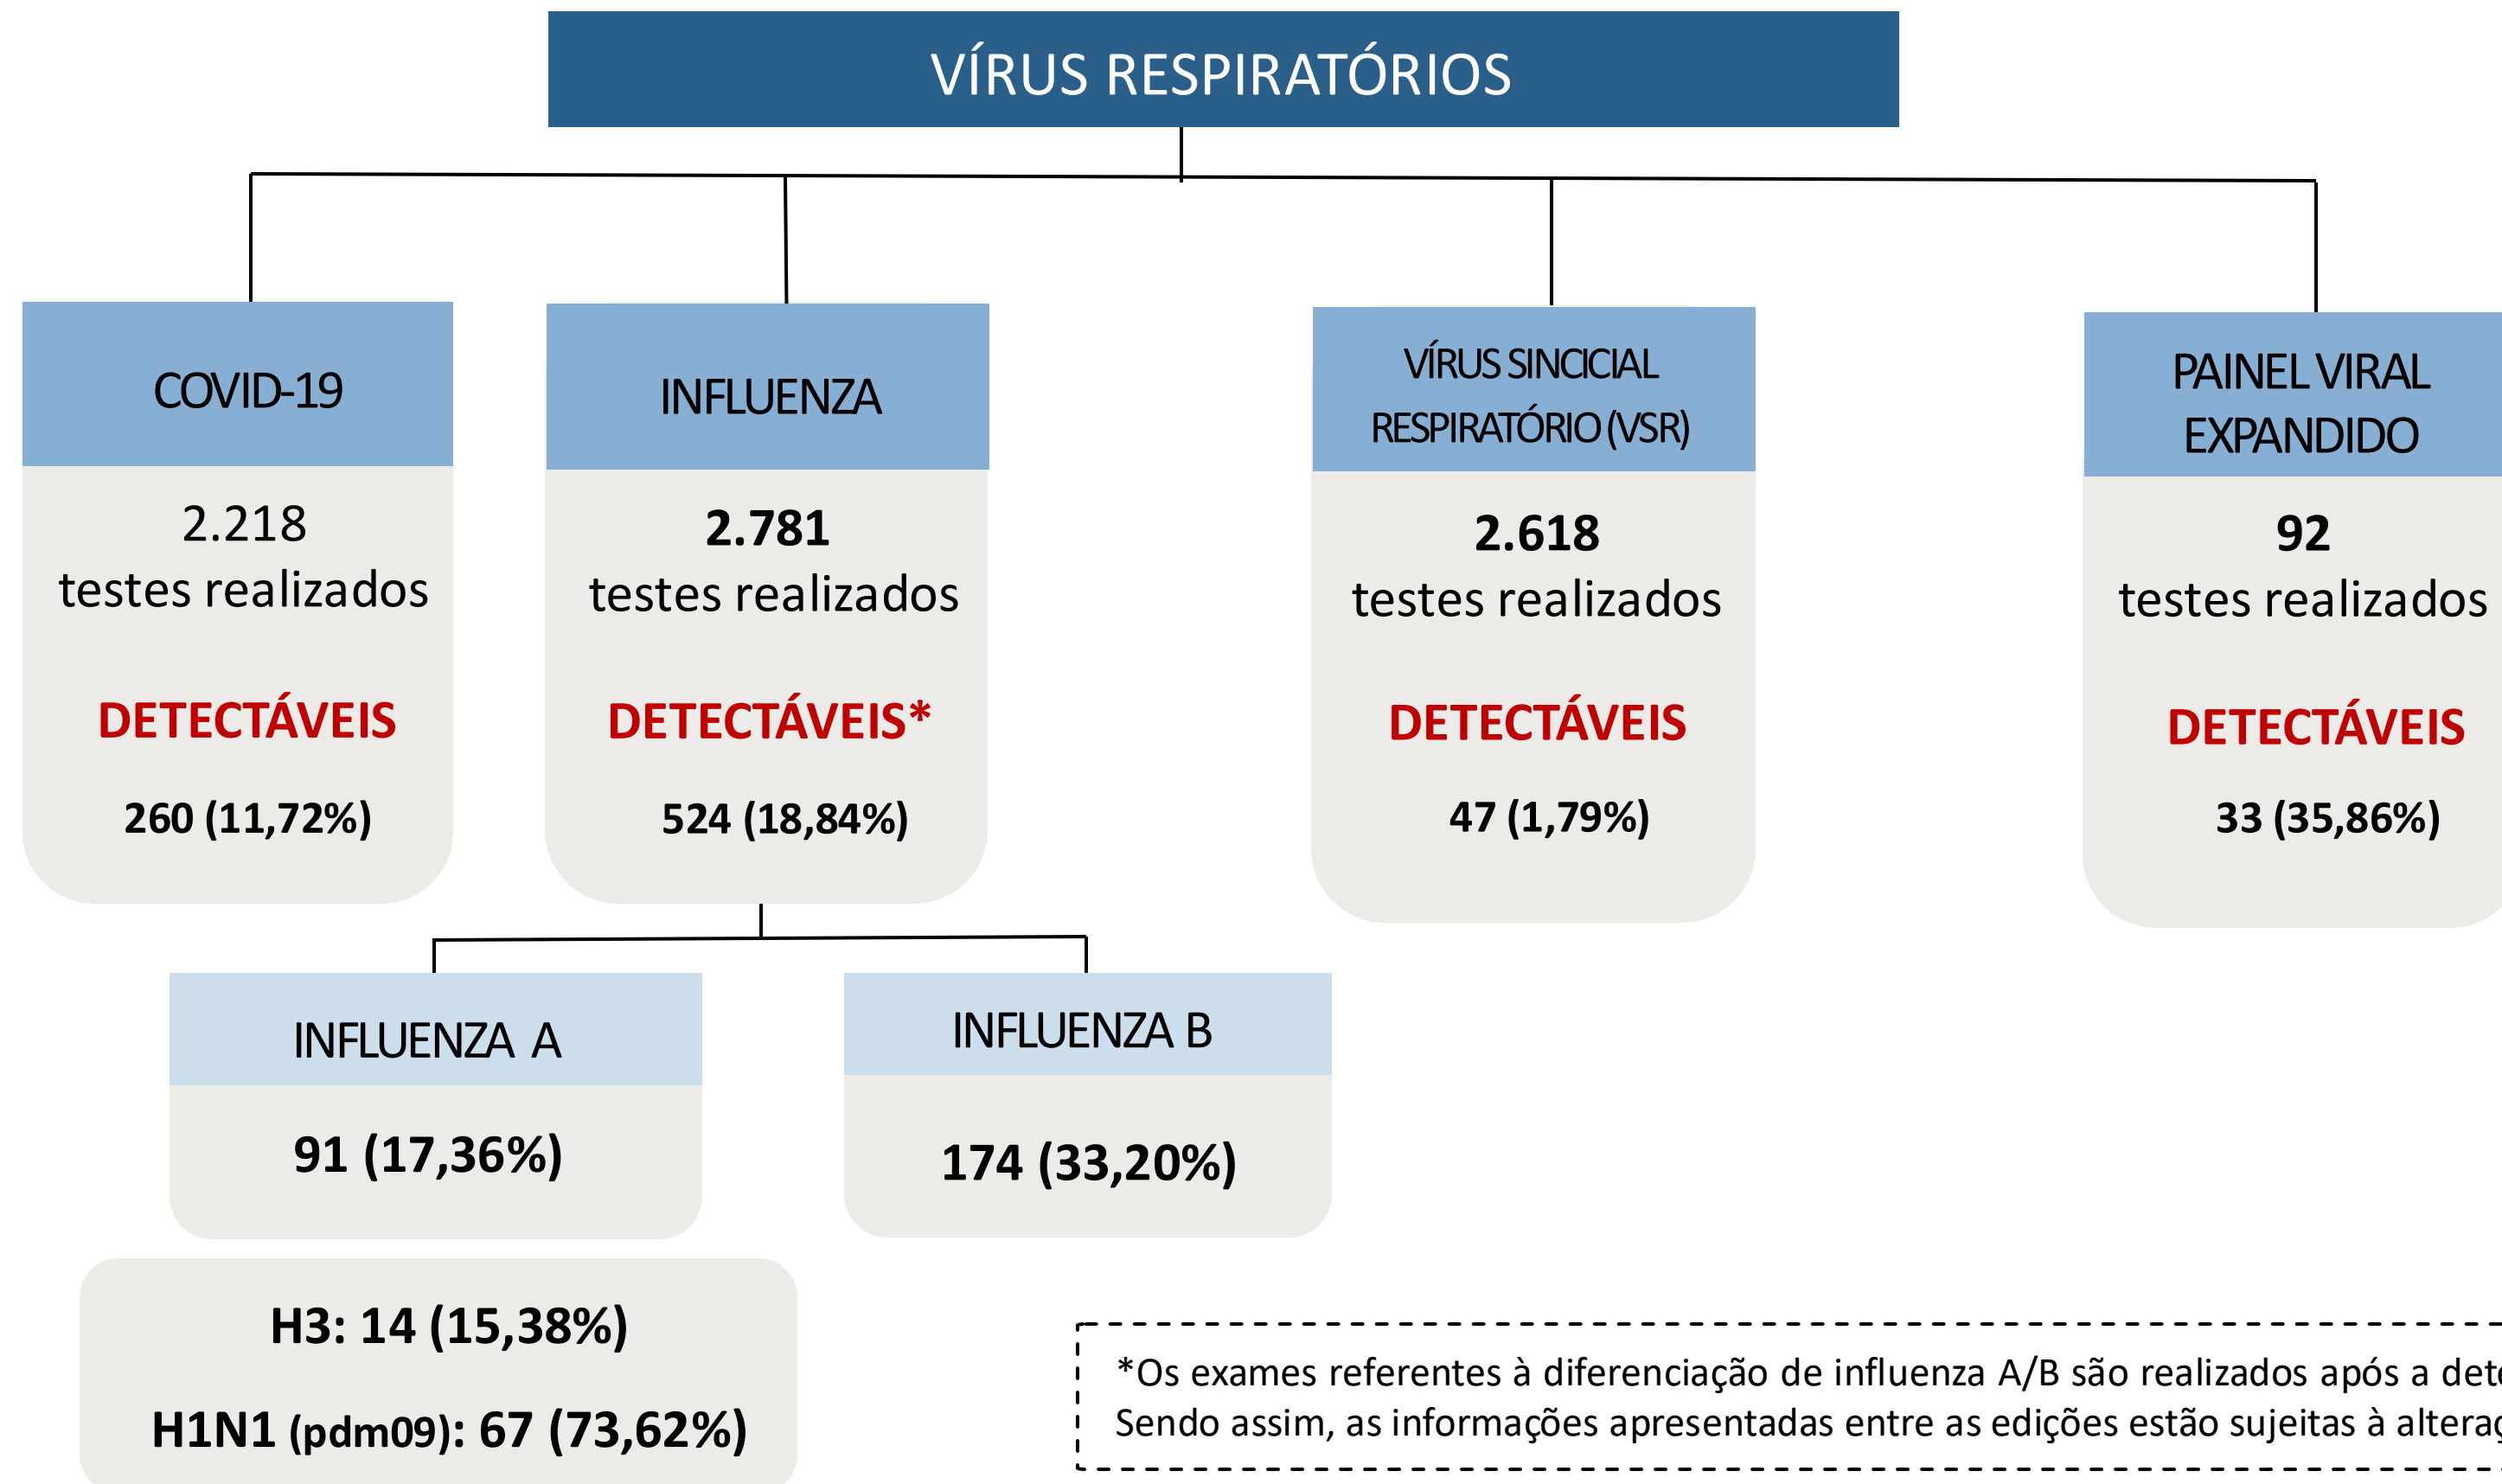 VÍRUS RESPIRATÓRIOS
COVID-19
2.218
testes realizados
DETECTÁVEIS
260 (11,72%)
INFLUENZA
2.781
testes realizados
DETECTÁVEIS*
524 (18,84%)
VÍRUS SINCICIAL
RESPIRATÓRIO (VSR)
2.618
testes realizados
DETECTÁVEIS
47 (1,79%)
PAINEL VIRAL
EXPANDIDO
92
testes realizados
DETECTÁVEIS
33 (35,86%)
INFLUENZA A
91 (17,36%)
INFLUENZA B
174 (33,20%)
H3: 14 (15,38%)
H1N1 (pdm09): 67 (73,62%)
*Os exames referentes à diferenciação de influenza A/B são realizados após a
Sendo assim, as informações apresentadas entre as edições estão sujeitas à